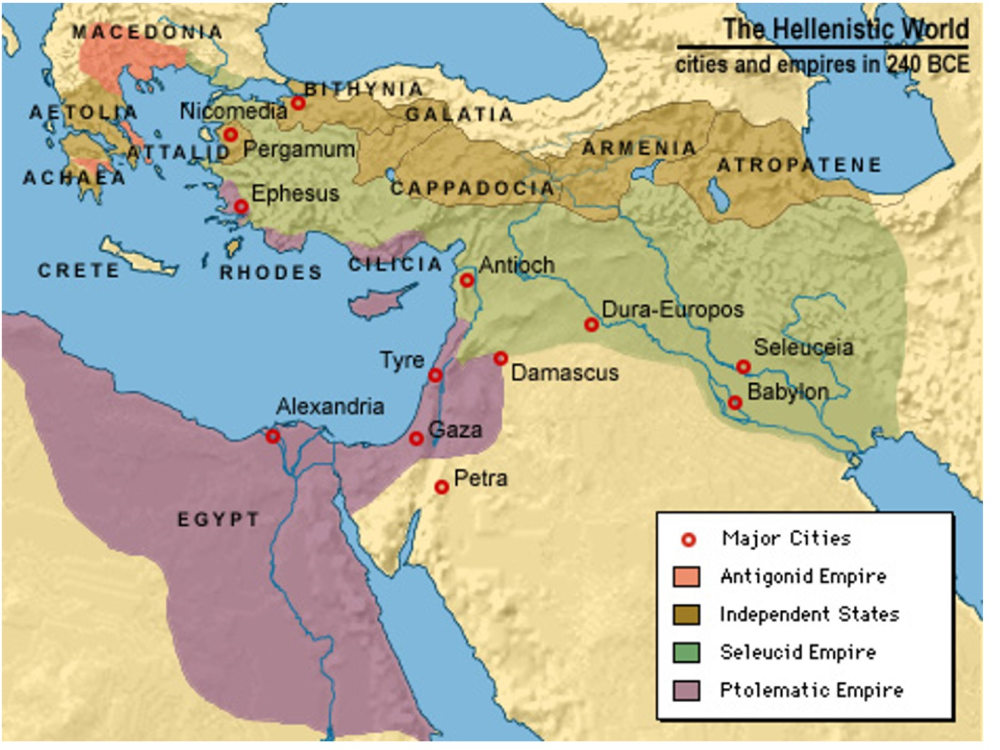 The Hellenistic World
cities and empires in 240 BCE
MACEDONIA
BITHYNIA
AETOLIA
Nicomedia
GALATIA
ATTALID
Pergamum
ARMENIA
ATROPATENE
ACHAEA
Ephesus
CAPPADOCIA
CRETE
RHODES
CILICIA
Antioch
Dura-Europos
Seleuceia
Tyre
Damascus
Babylon
Alexandria
Gaza
Petra
EGYPT
Major Cities
Antigonid Empire
Independent States
Seleucid Empire
Ptolematic Empire